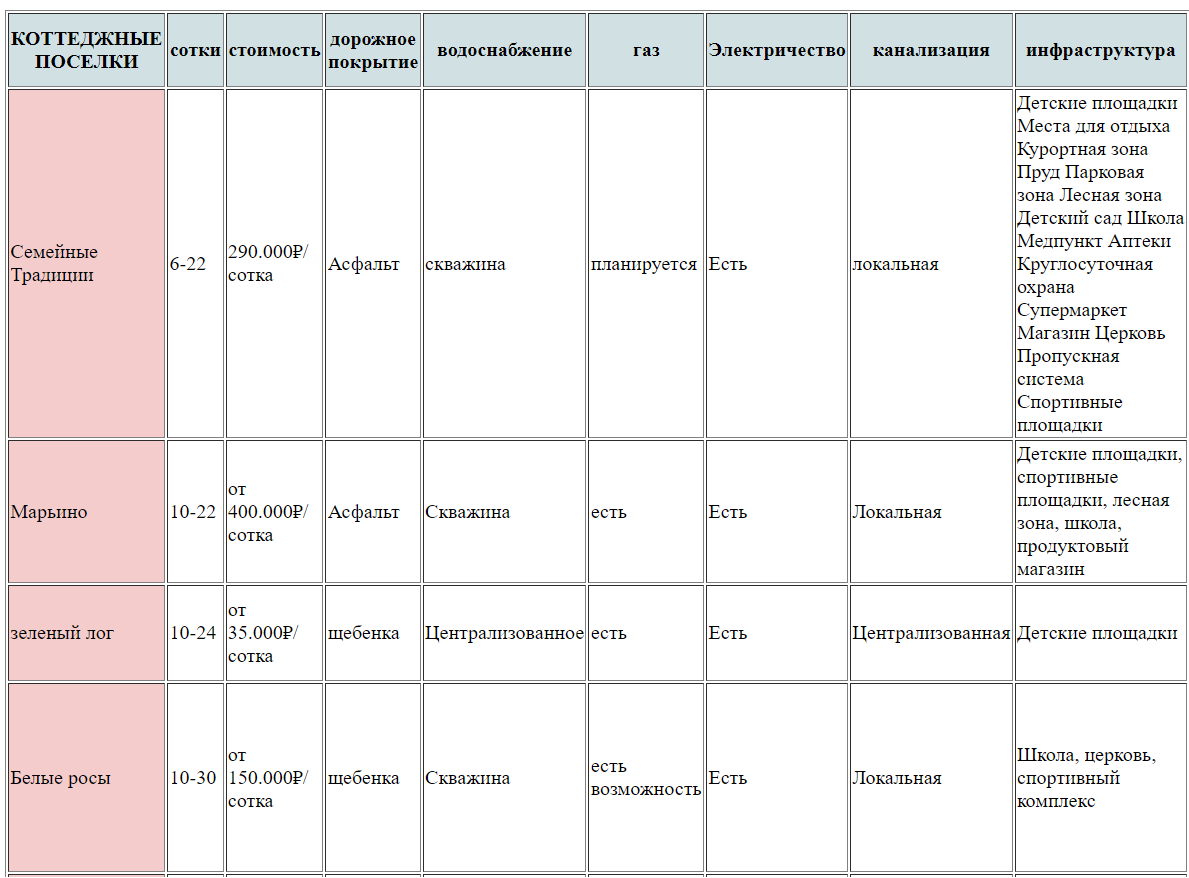 КОТТЕДЖНЫЕ
ПОСЕЛКИ
сотки
стоимость
дорожное
покрытие
водоснабжение
газ
Электричество
канализация
инфраструктура
Семейные
Традиции
6-22
290.000₽/
сотка
Асфальт
скважина
планируется
Есть
локальная
Детские площадки
Места для отдыха
Курортная зона
Пруд Парковая
зона Лесная зона
Детский сад Школа
Медпункт Аптеки
Круглосуточная
охрана
Супермаркет
Магазин Церковь
Пропускная
система
Спортивные
площадки
Марьино
10-22
от
400.000₽/
сотка
Асфальт
Скважина
есть
Есть
Локальная
Детские площадки,
спортивные
площадки, лесная
зона, школа,
продуктовый
магазин
зеленый лог
10-24
от
35.000₽/
сотка
щебенка
Централизованное
есть
Есть
Централизованная
Детские площадки
Белые росы
10-30
от
150.000₽/
сотка
щебенка
Скважина
есть
возможность
Есть
Локальная
Школа, церковь,
спортивный
комплекс